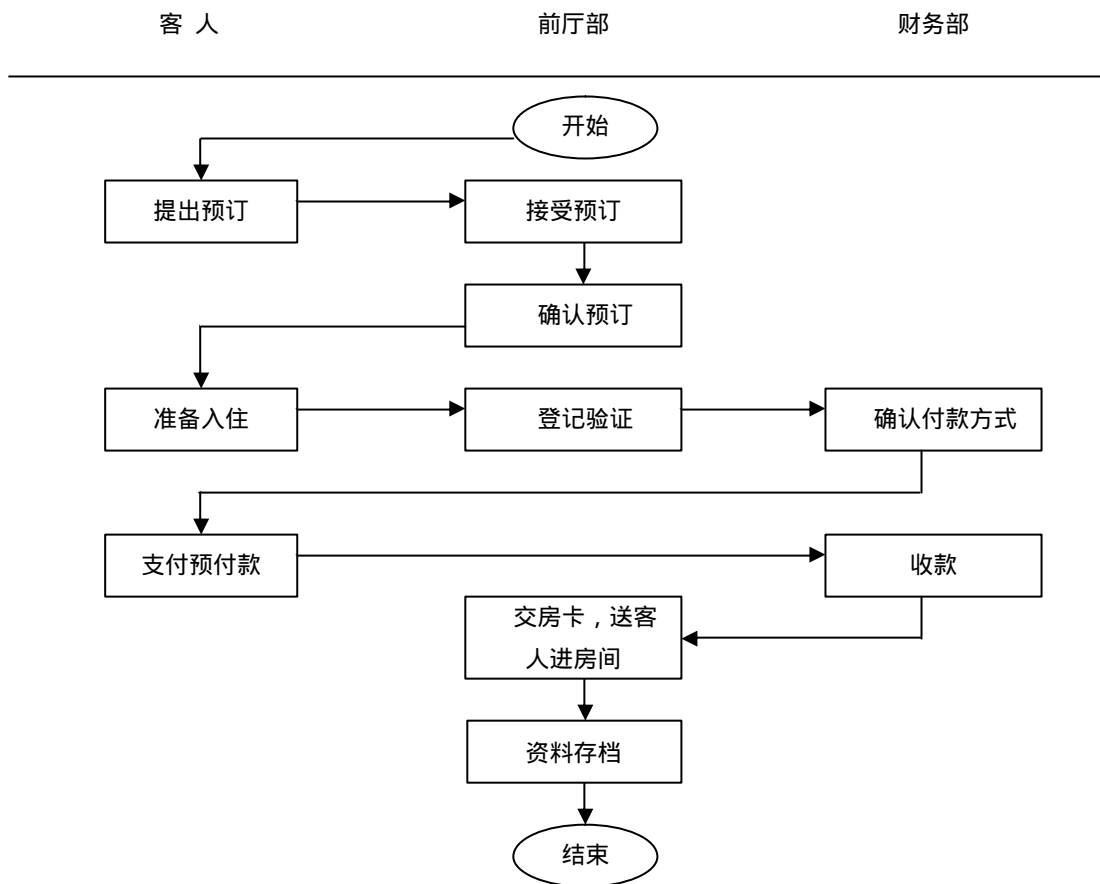 客 人 前厅部 财务部
开始
提出预订 接受预订
确认预订
准备入住 登记验证 确认付款方式
支付预付款 收款
交房卡，送客
人进房间
资料存档
结束